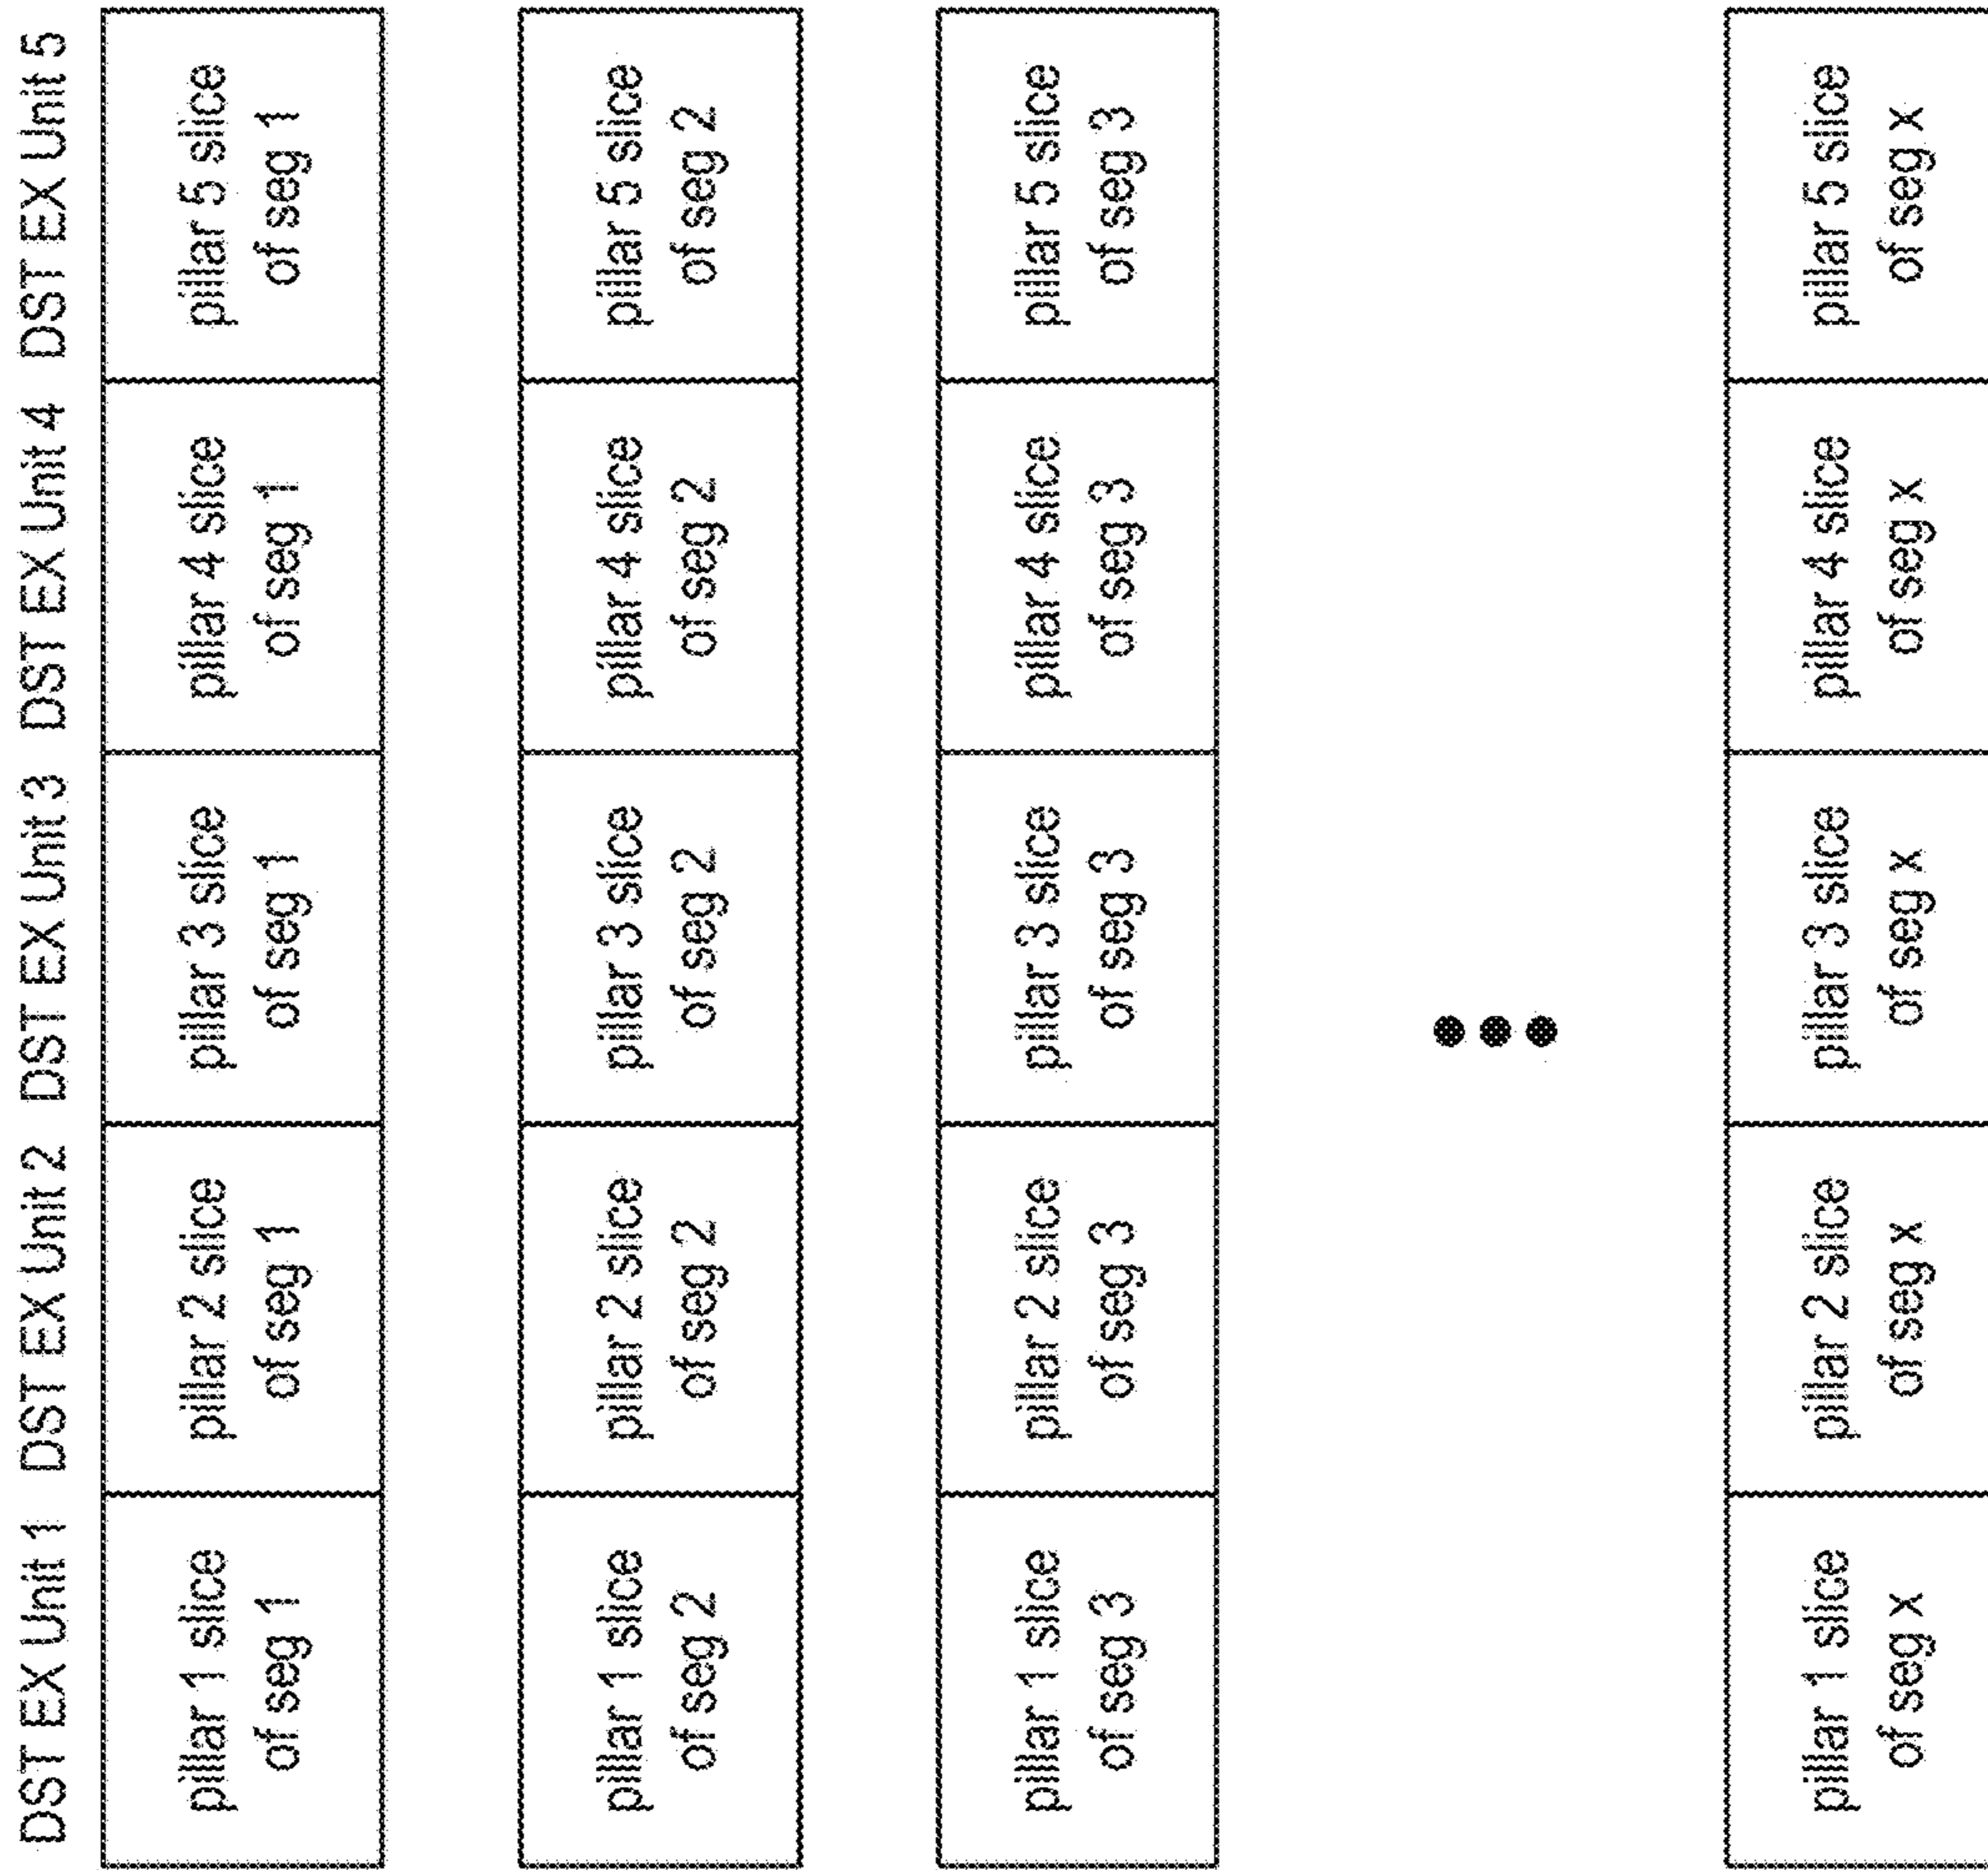 DST EX Unit 1 DST EX Unit 2 DST EX Unit 3 DST EX Unit 4 DST EX Unit 5
pillar 1 slice
of seg 1
pillar 2 slice
of seg 1
pillar 3 slice
of seg 1
pillar 4 slice
of seg 1
pillar 5 slice
of seg 1
pillar 1 slice
of seg 2
pillar 2 slice
of seg 2
pillar 3 slice
of seg 2
pillar 4 slice
of seg 2
pillar 5 slice
of seg 2
pillar 1 slice
of seg 3
pillar 2 slice
of seg 3
pillar 3 slice
of seg 3
pillar 4 slice
of seg 3
pillar 5 slice
of seg 3
pillar 1 slice
of seg x
pillar 2 slice
of seg x
pillar 3 slice
of seg x
pillar 4 slice
of seg x
pillar 5 slice
of seg x